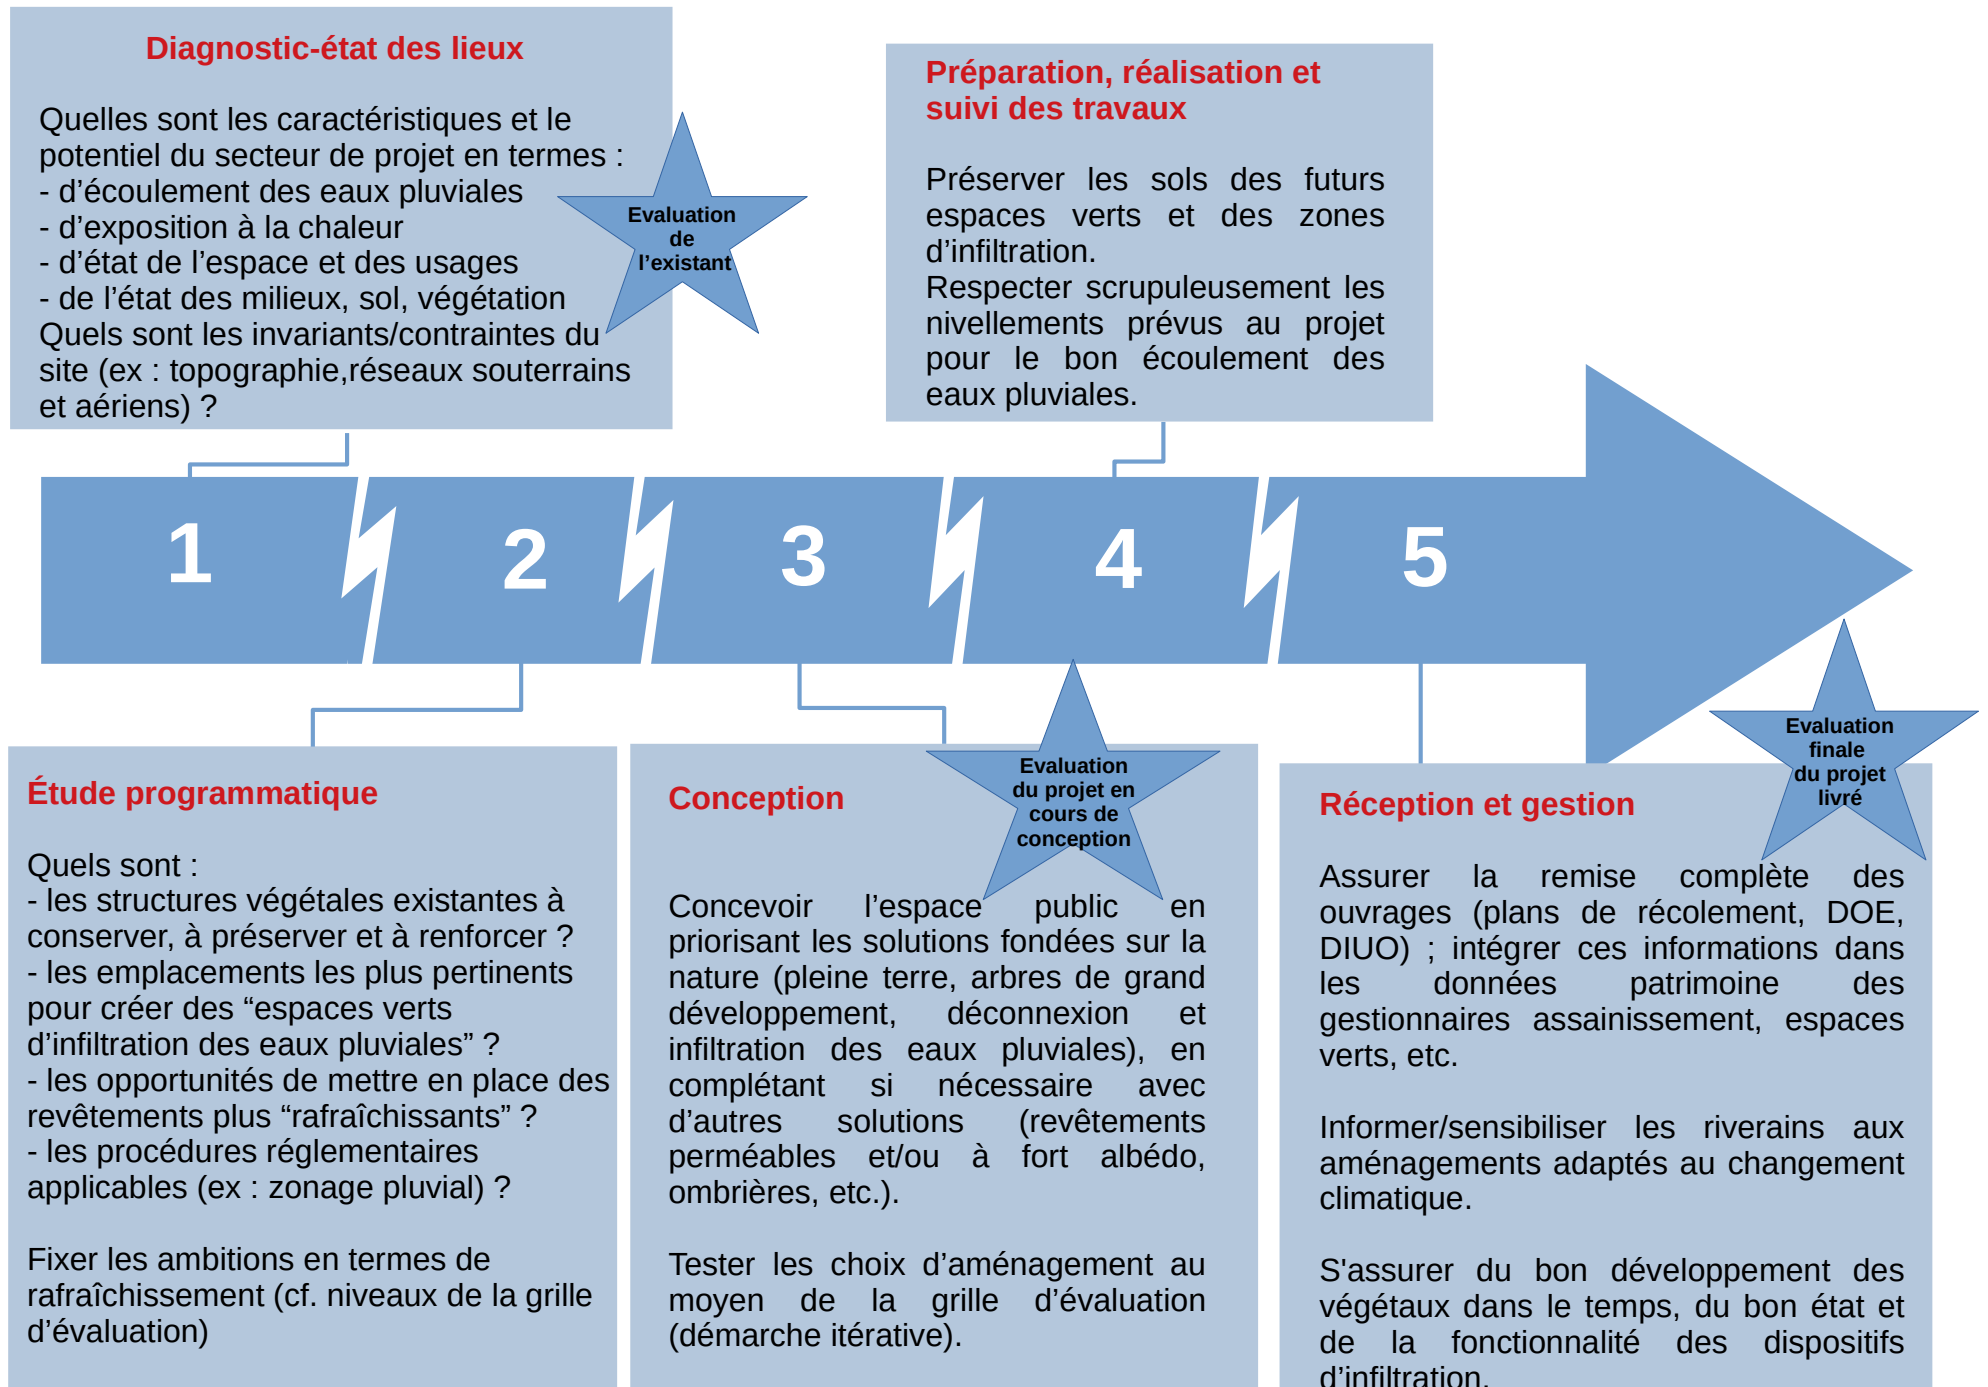 Diagnostic-état des lieux
Quelles sont les caractéristiques et le
potentiel du secteur de projet en termes :
- d’écoulement des eaux pluviales
- d’exposition à la chaleur
- d’état de l’espace et des usages
- de l’état des milieux, sol, végétation
Quels sont les invariants/contraintes du
site (ex : topographie,réseaux souterrains
et aériens) ?
Evaluation
de
l’existant
Préparation, réalisation et
suivi des travaux
Préserver les sols des futurs
espaces verts et des zones
d’infiltration.
Respecter scrupuleusement les
nivellements prévus au projet
pour le bon écoulement des
eaux pluviales.
1
2
3
4
5
Étude programmatique
Quels sont :
- les structures végétales existantes à
conserver, à préserver et à renforcer ?
- les emplacements les plus pertinents
pour créer des “espaces verts
d’infiltration des eaux pluviales” ?
- les opportunités de mettre en place des
revêtements plus “rafraîchissants” ?
- les procédures réglementaires
applicables (ex : zonage pluvial) ?
Fixer les ambitions en termes de
rafraîchissement (cf. niveaux de la grille
d’évaluation)
Conception
Evaluation
du projet en
cours de
conception
Concevoir l’espace public en
priorisant les solutions fondées sur la
nature (pleine terre, arbres de grand
développement, déconnexion et
infiltration des eaux pluviales), en
complétant si nécessaire avec
d’autres solutions (revêtements
perméables et/ou à fort albédo,
ombrières, etc.).
Tester les choix d’aménagement au
moyen de la grille d’évaluation
(démarche itérative).
Evaluation
finale
du projet
livré
Réception et gestion
Assurer la remise complète des
ouvrages (plans de récolement, DOE,
DIUO) ; intégrer ces informations dans
les données patrimoine des
gestionnaires assainissement, espaces
verts, etc.
Informer/sensibiliser les riverains aux
aménagements adaptés au changement
climatique.
S'assurer du bon développement des
végétaux dans le temps, du bon état et
de la fonctionnalité des dispositifs
d’infiltration.